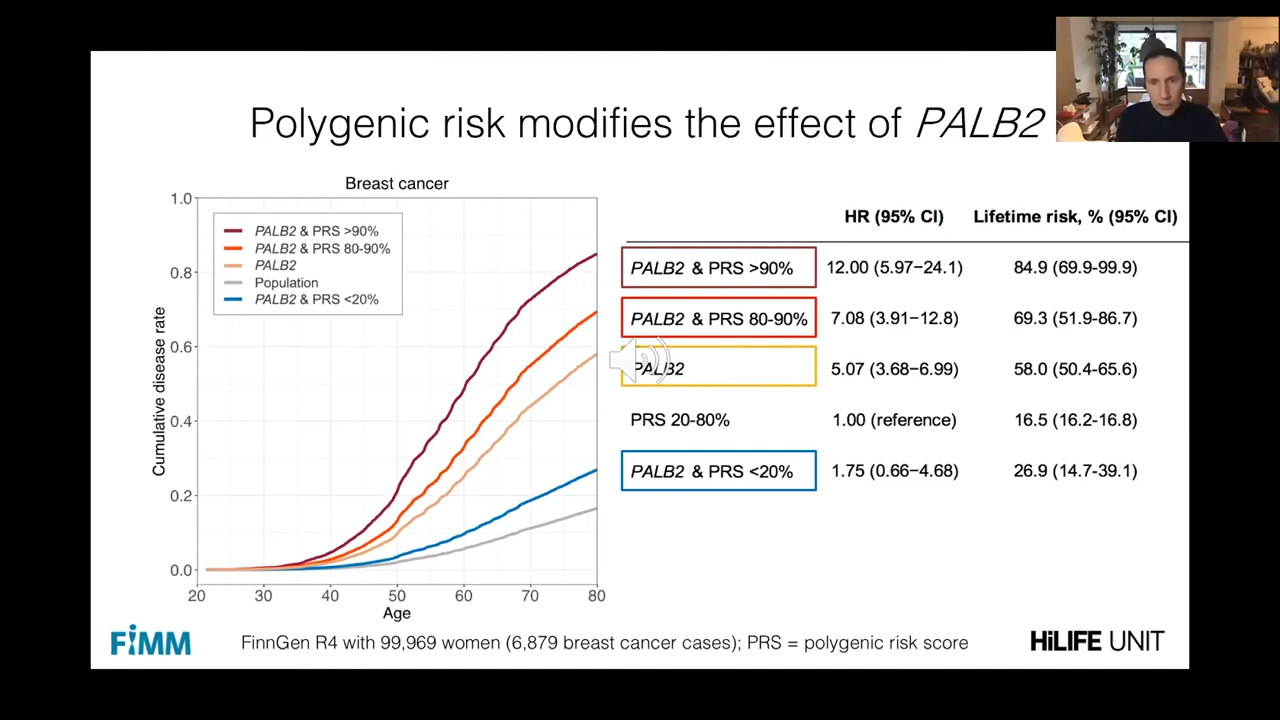 Polygenic risk modifies the effect of PALB2
Breast cancer
1.0
0.8
0.6
0.4
0.2
0.0
Cumulative disease rate
PALB2 & PRS >90%
PALB2 & PRS 80-90%
PALB2
Population
PALB2 & PRS <20%
20 30 40 50 60 70 80
Age
HR (95% CI) Lifetime risk, % (95% CI)
PALB2 & PRS >90% 12.00 (5.97−24.1) 84.9 (69.9-99.9)
PALB2 & PRS 80-90% 7.08 (3.91−12.8) 69.3 (51.9-86.7)
PALB2 5.07 (3.68−6.99) 58.0 (50.4-65.6)
PRS 20-80% 1.00 (reference) 16.5 (16.2-16.8)
PALB2 & PRS <20% 1.75 (0.66−4.68) 26.9 (14.7-39.1)
FiMM
FinnGen R4 with 99,969 women (6,879 breast cancer cases); PRS = polygenic risk score
HiLIFE UNIT